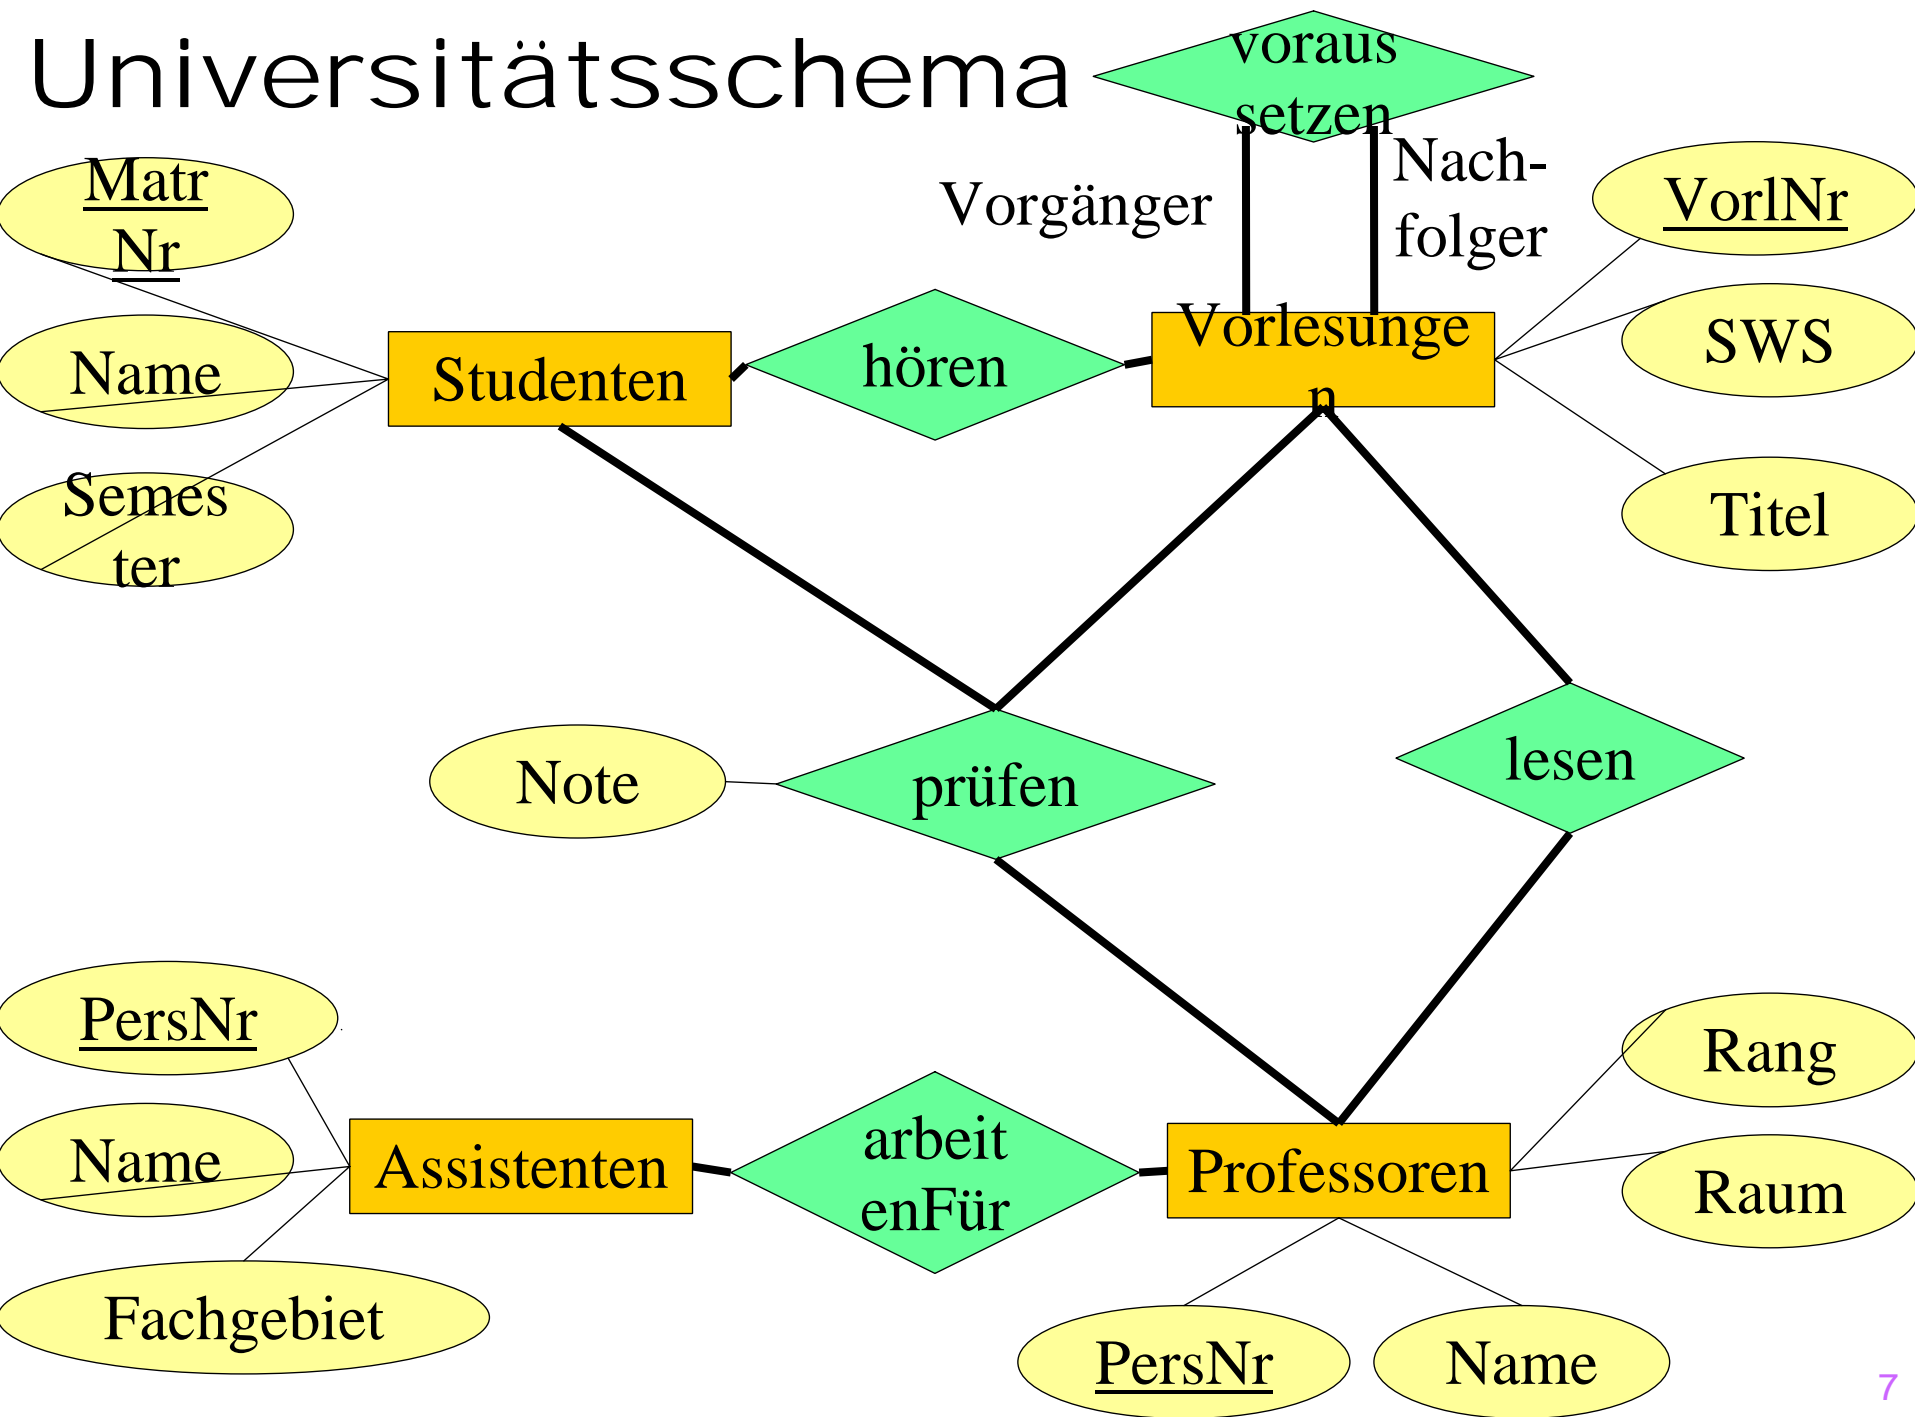 Universitätsschema
voraus
setzen
Matr
Nr
Vorgänger
Nach-
folger
VorlNr
Name
Studenten
hören
Vorlesunge
n
SWS
Semes
ter
Titel
Note
prüfen
lesen
PersNr
Rang
Name
Assistenten
arbeit
enFür
Professoren
Raum
Fachgebiet
PersNr
Name
7